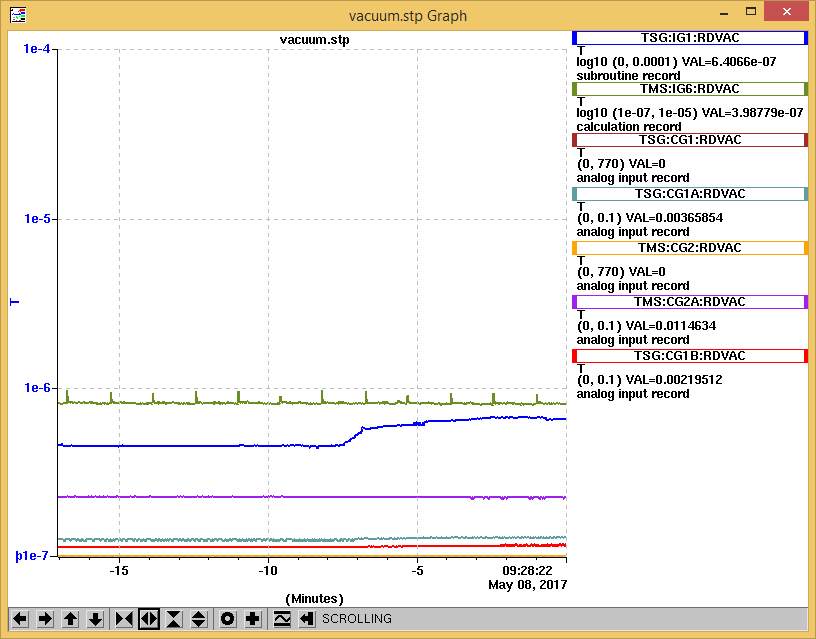 vacuum.stp Graph
vacuum.stp
1e-4
1e-5
T
1e-6
1e-7
-15
-10
-5
09:28:22
May 08, 2017
(Minutes)
TSG:IG1:RDVAC
T
log10 (0, 0.0001) VAL=6.4066e-07
subroutine record
TMS:IG6:RDVAC
T
log10 (1e-07, 1e-05) VAL=3.98779e-07
calculation record
TSG:CG1:RDVAC
T
(0, 770) VAL=0
analog input record
TSG:CG1A:RDVAC
T
(0, 0.1) VAL=0.00365854
analog input record
TMS:CG2:RDVAC
T
(0, 770) VAL=0
analog input record
TMS:CG2A:RDVAC
T
(0, 0.1) VAL=0.0114634
analog input record
TSG:CG1B:RDVAC
T
(0, 0.1) VAL=0.00219512
analog input record
SCROLLING